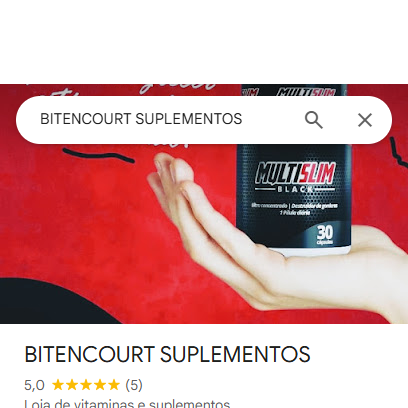 BITENCOURT SUPLEMENTOS
MULTISLIM
MULTISLIM
BLACK
Ultra concentrado | Destruidor de gordura
1 Pílula diária
30
cápsulas
BITENCOURT SUPLEMENTOS
5,0 ★★★★★ (5)
Loja de vitaminas e suplementos